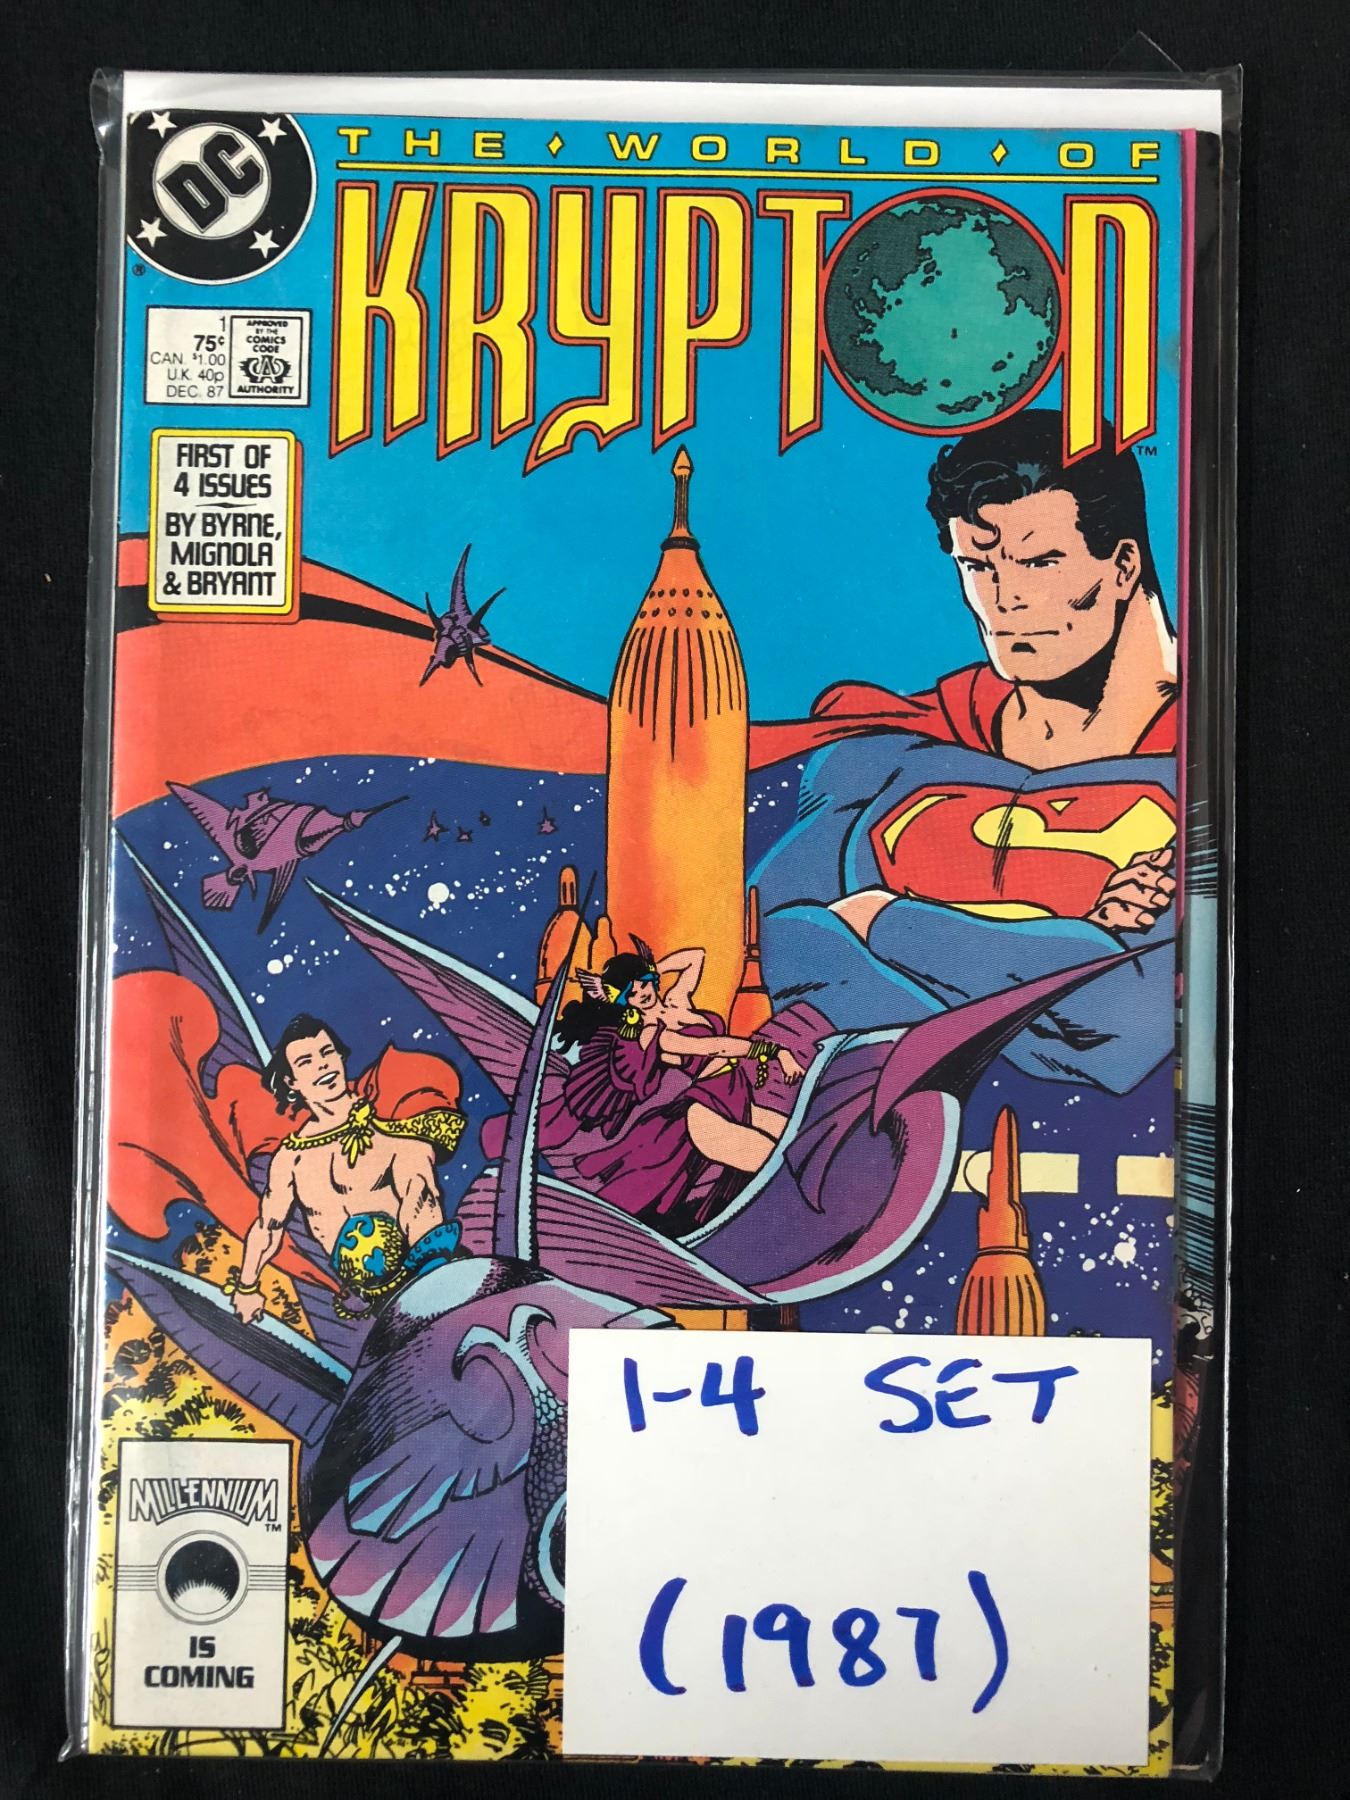 DC
®
THE • WORLD • OF
KRYPTON
TM
1
75¢
CAN. $1.00
U.K. 40p
DEC. 87
APPROVED
BY THE
COMICS
CODE
CA
AUTHORITY
FIRST OF
4 ISSUES
BY BYRNE,
MIGNOLA
& BRYANT
S
1-4 SET
(1987)
MILLENNIUM
TM
IS
COMING